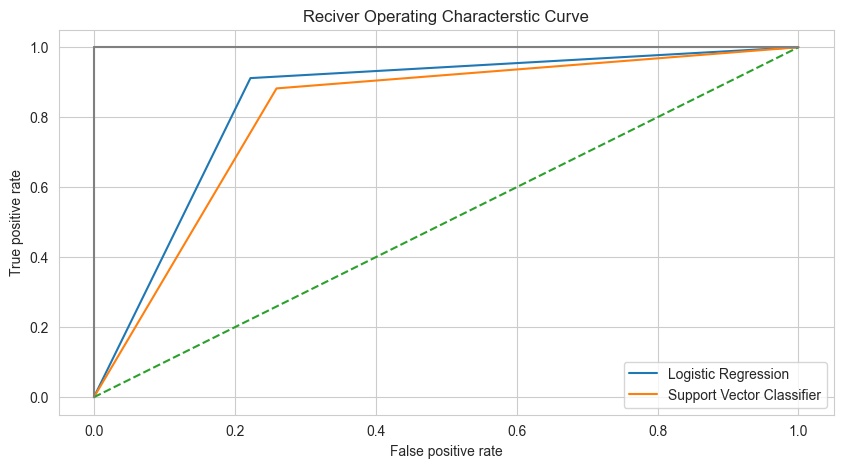 Reciver Operating Characterstic Curve
1.0
0.8
0.6
0.4
0.2
0.0
True positive rate
0.0 0.2 0.4 0.6 0.8 1.0
False positive rate
Logistic Regression
Support Vector Classifier